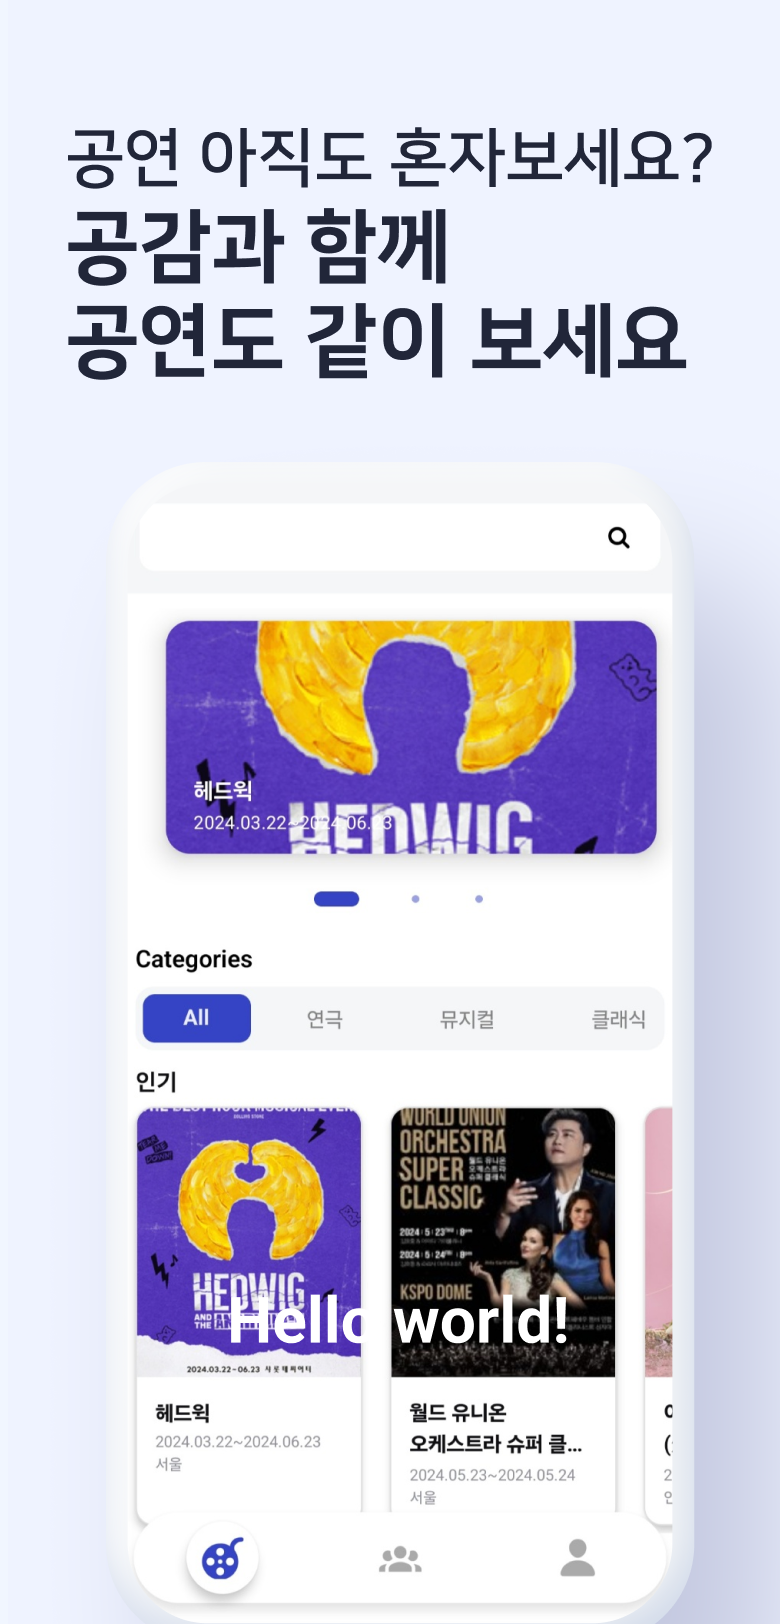 공연 아직도 혼자보세요?
공감과 함께
공연도 같이 보세요
헤드윅
2024.03.22~2024.06.23
HEDWIG
Categories
All 연극 뮤지컬 클래식
인기
HEDWIG
AND THE
2024.03.22-06.23 샤롯데씨어터
WORLD UNION
ORCHESTRA
SUPER 월드 유니온 오케스트라
CLASSIC 슈퍼 클래식
2024 5 23
2024 5 24
KSPO DOME
Hello world!
헤드윅
2024.03.22~2024.06.23
서울
월드 유니온
오케스트라 슈퍼 클...
2024.05.23~2024.05.24
서울